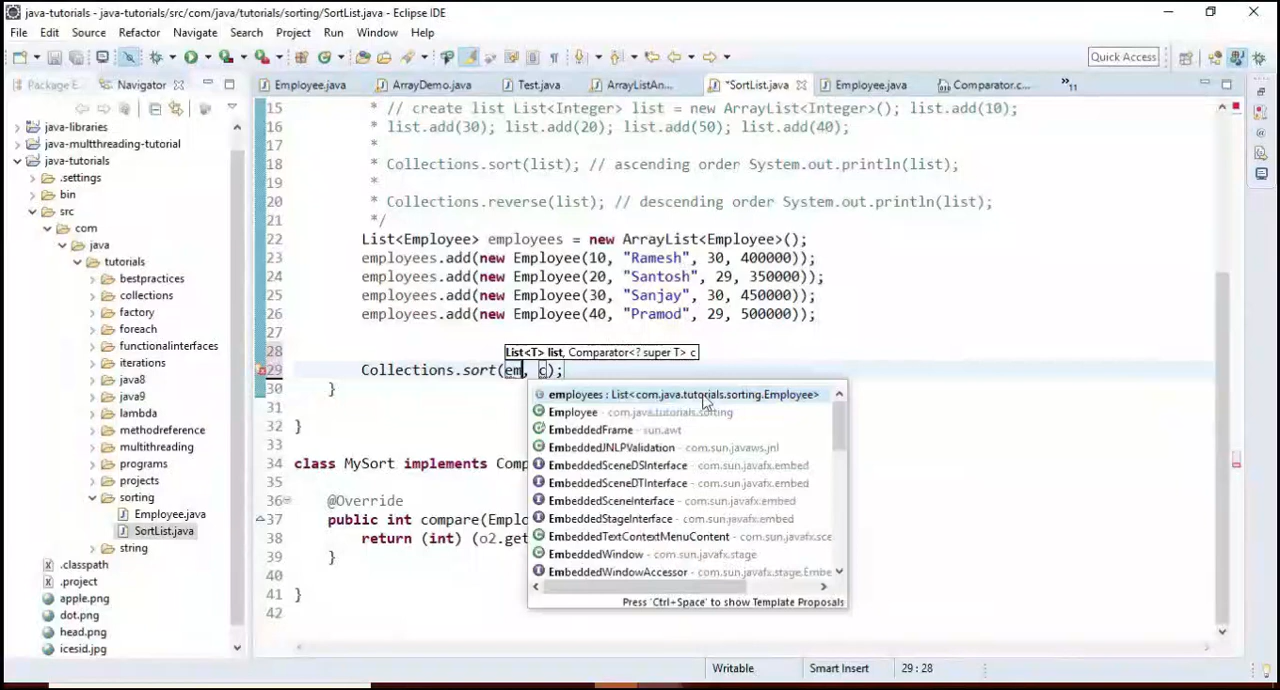 java-tutorials - java-tutorials/src/com/java/tutorials/sorting/SortList.java - Eclipse IDE
File Edit Source Refactor Navigate Search Project Run Window Help
Quick Access
Package E... Navigator
Employee.java ArrayDemo.java Test.java ArrayListAn... *SortList.java Employee.java Comparator.c... »11
java-libraries
java-multthreading-tutorial
java-tutorials
.settings
bin
src
com
java
tutorials
bestpractices
collections
factory
foreach
functionalinterfaces
iterations
java8
java9
lambda
methodreference
multithreading
programs
projects
sorting
Employee.java
SortList.java
string
.classpath
.project
apple.png
dot.png
head.png
icesid.jpg
15 * // create list List<Integer> list = new ArrayList<Integer>(); list.add(10);
16 * list.add(30); list.add(20); list.add(50); list.add(40);
17 *
18 * Collections.sort(list); // ascending order System.out.println(list);
19 *
20 * Collections.reverse(list); // descending order System.out.println(list);
21 */
22 List<Employee> employees = new ArrayList<Employee>();
23 employees.add(new Employee(10, "Ramesh", 30, 400000));
24 employees.add(new Employee(20, "Santosh", 29, 350000));
25 employees.add(new Employee(30, "Sanjay", 30, 450000));
26 employees.add(new Employee(40, "Pramod", 29, 500000));
27
28 List<T> list, Comparator<? super T> c
29 Collections.sort(em, c);
30 }
31
32 }
33
34 class MySort implements Comp
35
36 @Override
37 public int compare(Emplo
38 return (int) (o2.get
39 }
40
41 }
42
employees : List<com.java.tutorials.sorting.Employee>
Employee - com.java.tutorials.sorting
EmbeddedFrame - sun.awt
EmbeddedJNLPValidation - com.sun.javaws.jnl
EmbeddedSceneDSInterface - com.sun.javafx.embed
EmbeddedSceneDTInterface - com.sun.javafx.embed
EmbeddedSceneInterface - com.sun.javafx.embed
EmbeddedStageInterface - com.sun.javafx.embed
EmbeddedTextContextMenuContent - com.sun.javafx.sce
EmbeddedWindow - com.sun.javafx.stage
EmbeddedWindowAccessor - com.sun.javafx.stage.Embe
Press 'Ctrl+Space' to show Template Proposals
Writable Smart Insert 29 : 28